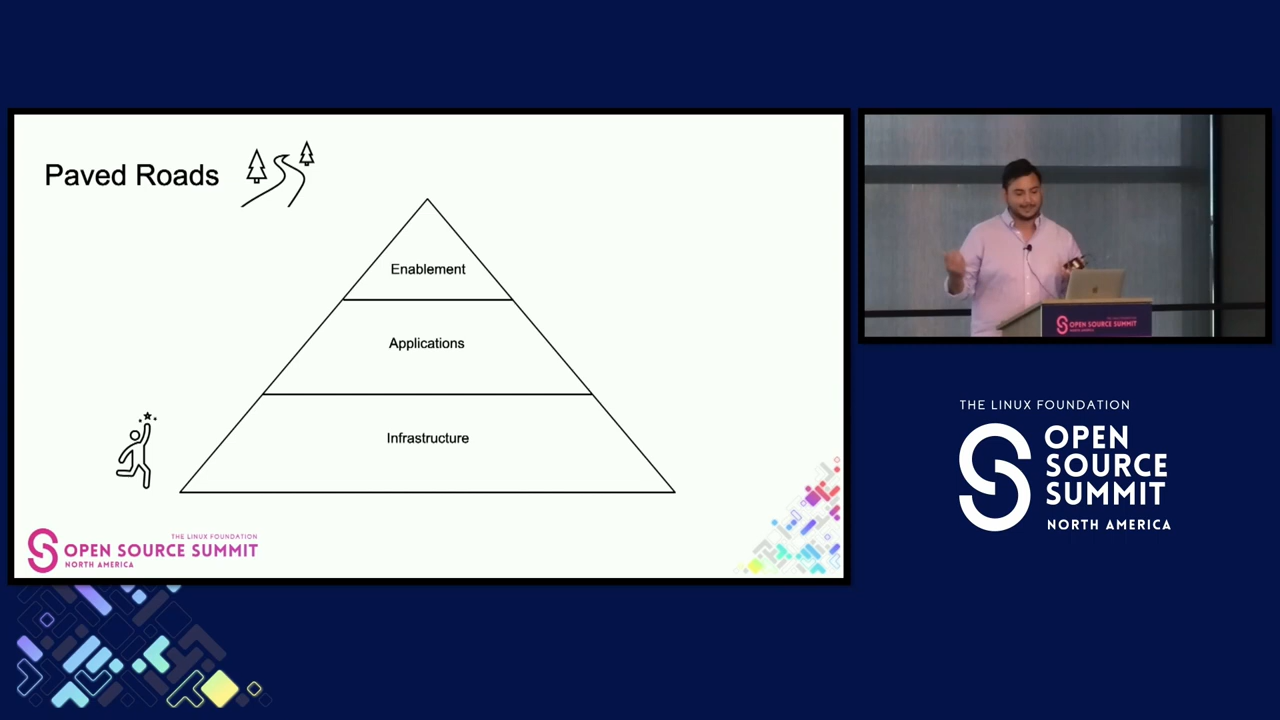 Paved Roads
Enablement
Applications
Infrastructure
THE LINUX FOUNDATION
OPEN SOURCE SUMMIT
NORTH AMERICA
OPEN SOURCE SUMMIT
THE LINUX FOUNDATION
OPEN
SOURCE
SUMMIT
NORTH AMERICA